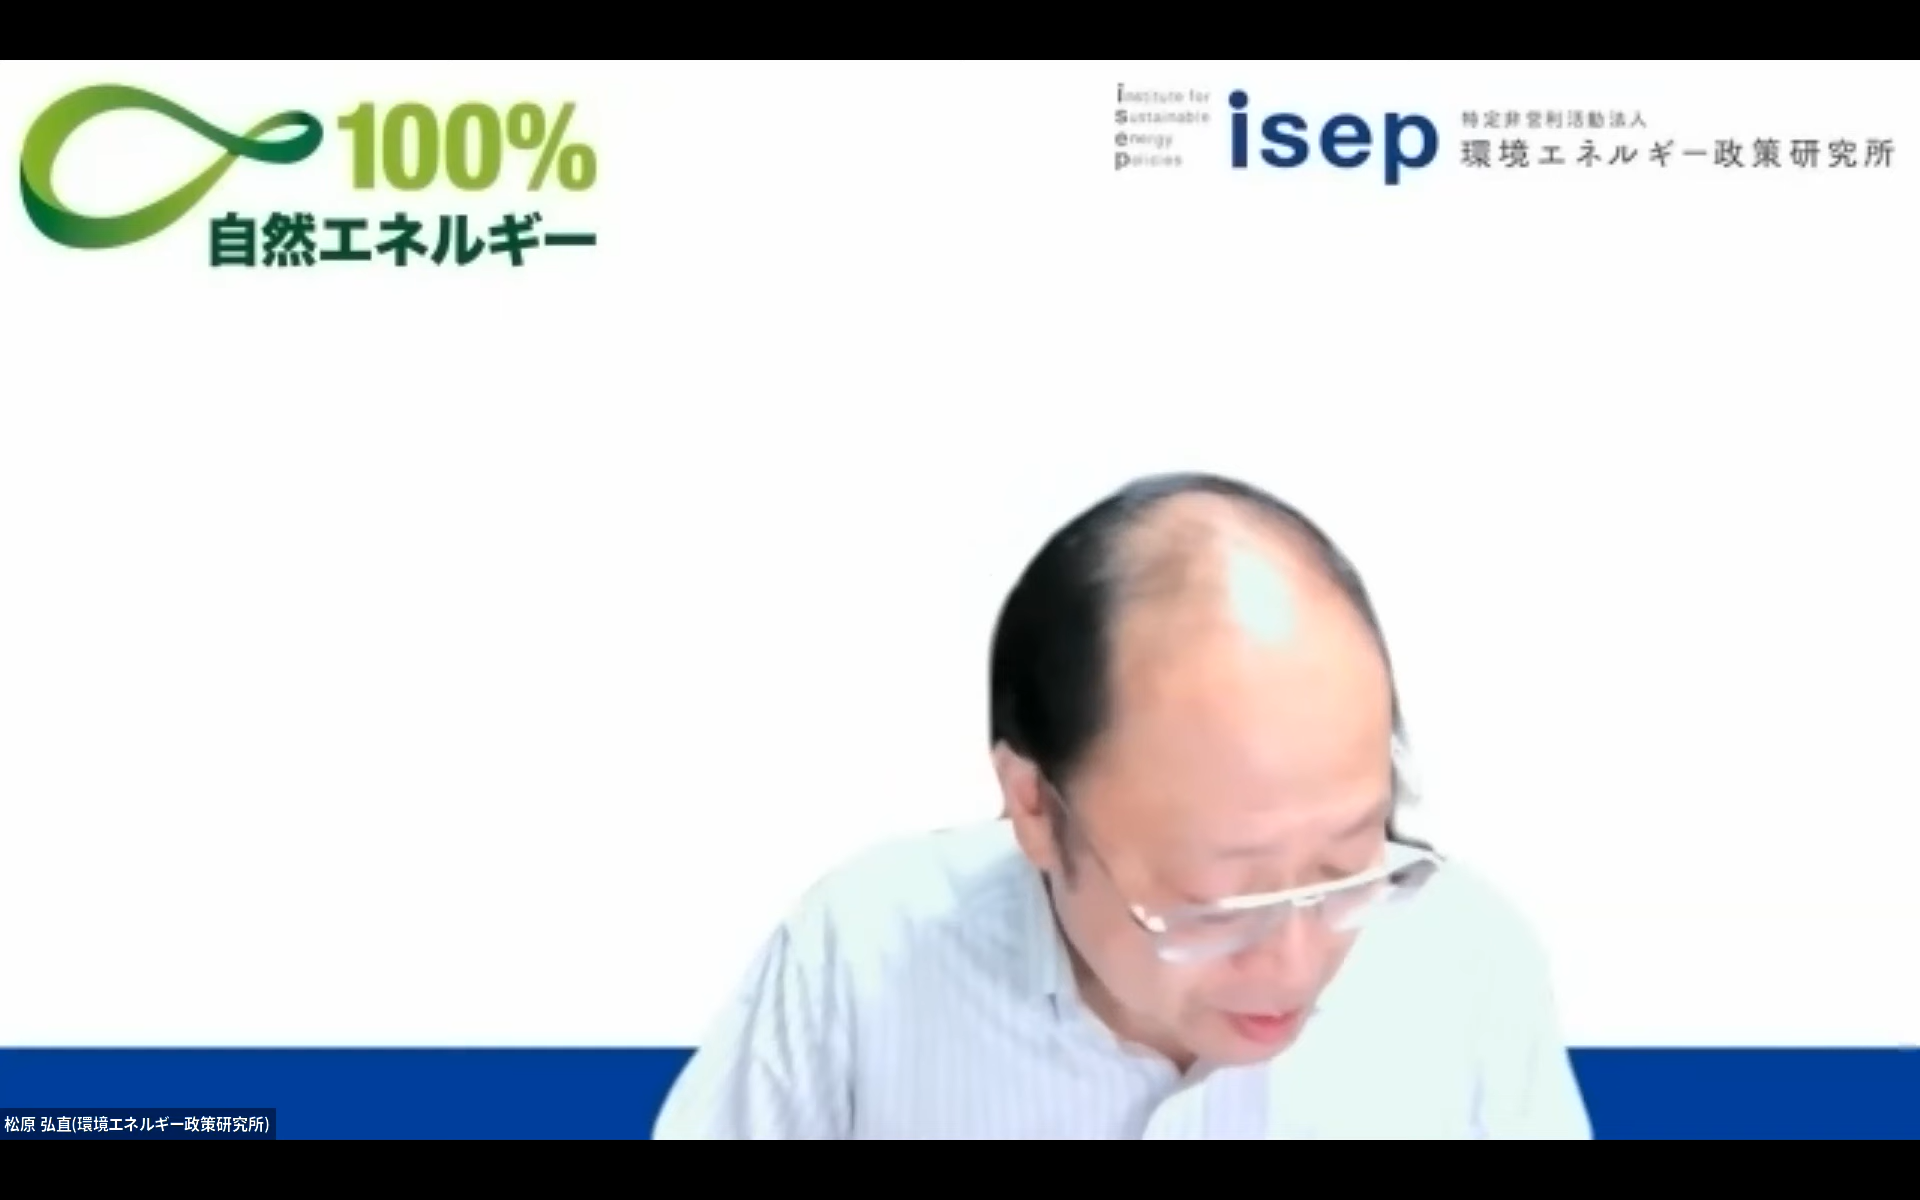 100%
自然エネルギー
institute for
Sustainable
energy
policies
isep
特定非営利活動法人
環境エネルギー政策研究所
松原 弘直(環境エネルギー政策研究所)